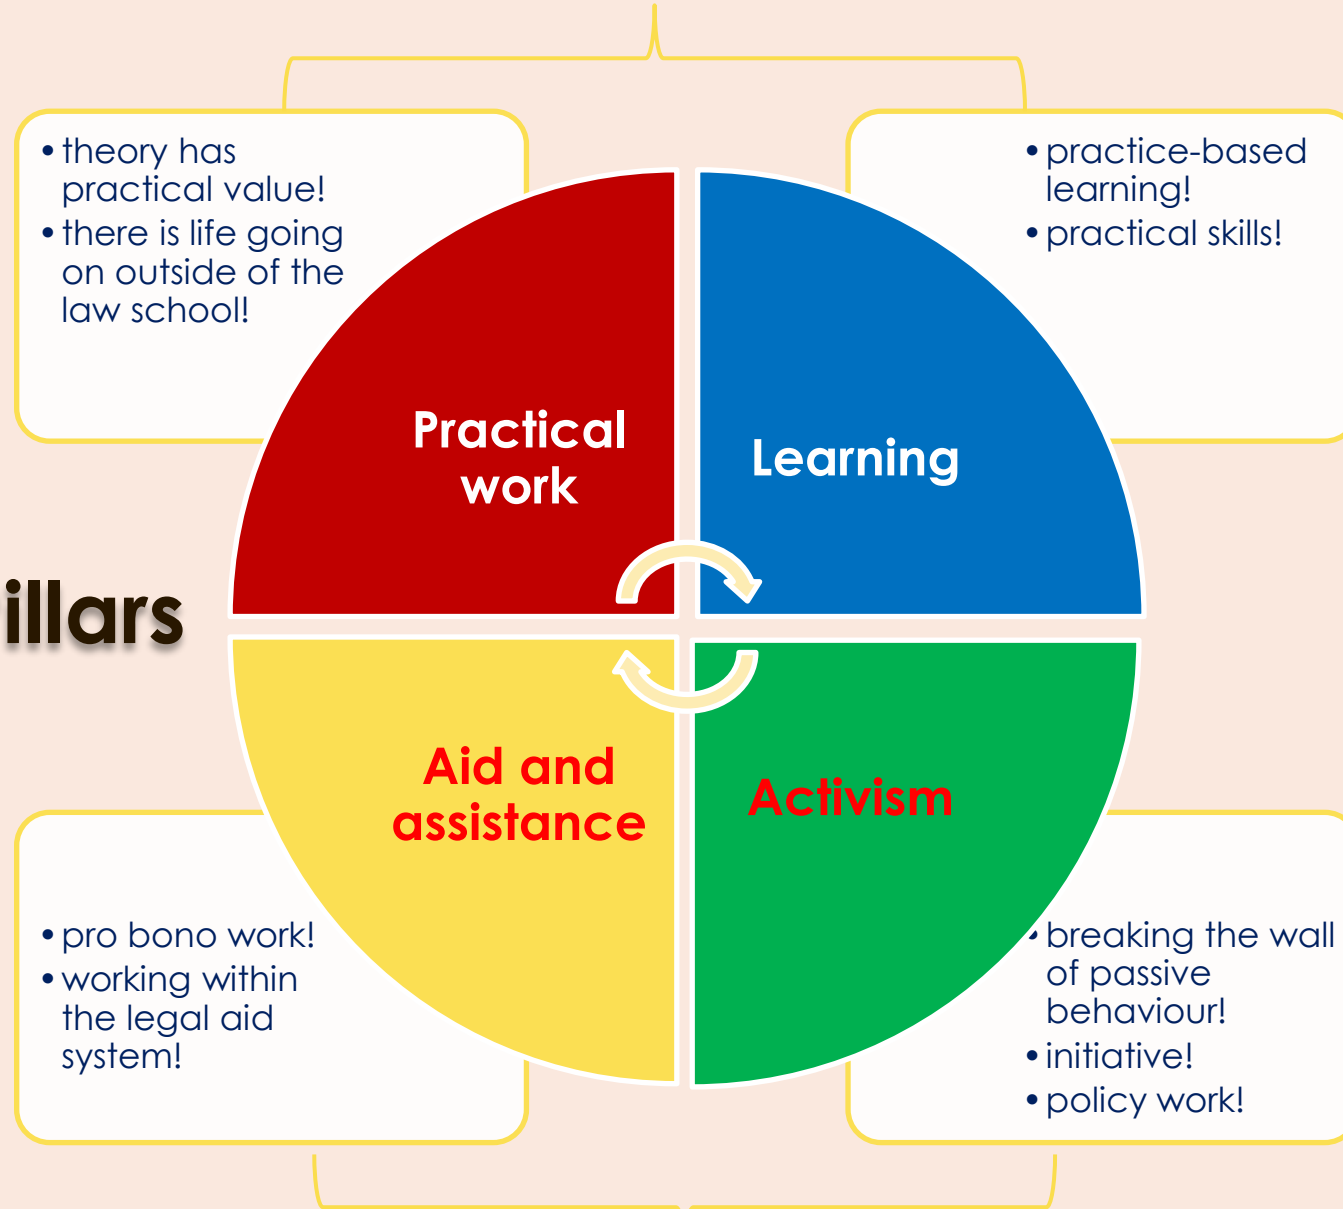 • theory has
practical value!
• there is life going
on outside of the
law school!
• practice-based
learning!
• practical skills!
Practical
work
Learning
illars
Aid and
assistance
Activism
• pro bono work!
• working within
the legal aid
system!
• breaking the wall
of passive
behaviour!
• initiative!
• policy work!